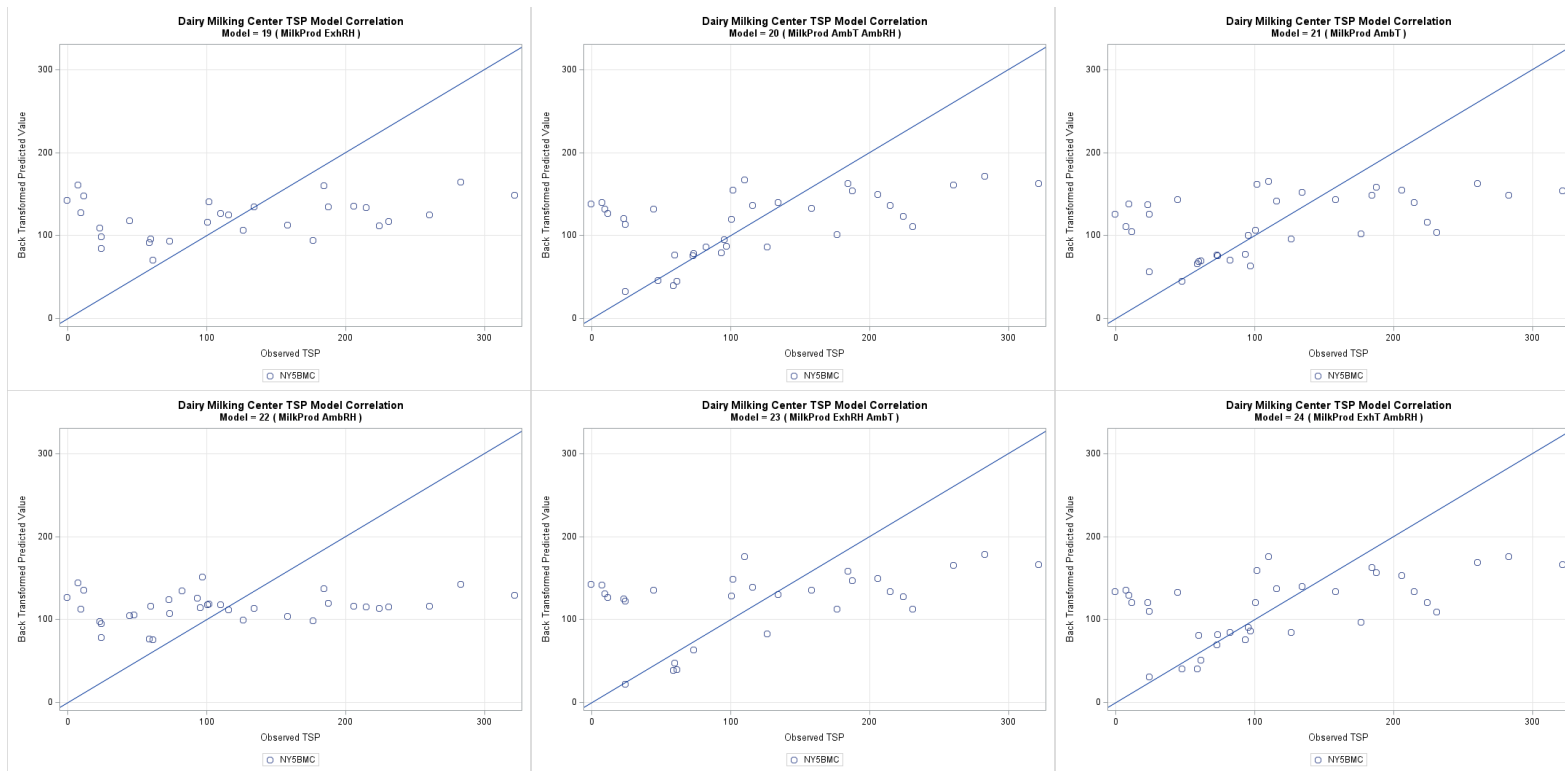 Dairy Milking Center TSP Model Correlation
Model = 19 ( MilkProd ExhRH )
Back Transformed Predicted Value
300
200
100
0
0 100 200 300
Observed TSP
NY5BMC
Dairy Milking Center TSP Model Correlation
Model = 20 ( MilkProd AmbT AmbRH )
Back Transformed Predicted Value
300
200
100
0
0 100 200 300
Observed TSP
NY5BMC
Dairy Milking Center TSP Model Correlation
Model = 21 ( MilkProd AmbT )
Back Transformed Predicted Value
300
200
100
0
0 100 200 300
Observed TSP
NY5BMC
Dairy Milking Center TSP Model Correlation
Model = 22 ( MilkProd AmbRH )
Back Transformed Predicted Value
300
200
100
0
0 100 200 300
Observed TSP
NY5BMC
Dairy Milking Center TSP Model Correlation
Model = 23 ( MilkProd ExhRH AmbT )
Back Transformed Predicted Value
300
200
100
0
0 100 200 300
Observed TSP
NY5BMC
Dairy Milking Center TSP Model Correlation
Model = 24 ( MilkProd ExhT AmbRH )
Back Transformed Predicted Value
300
200
100
0
0 100 200 300
Observed TSP
NY5BMC